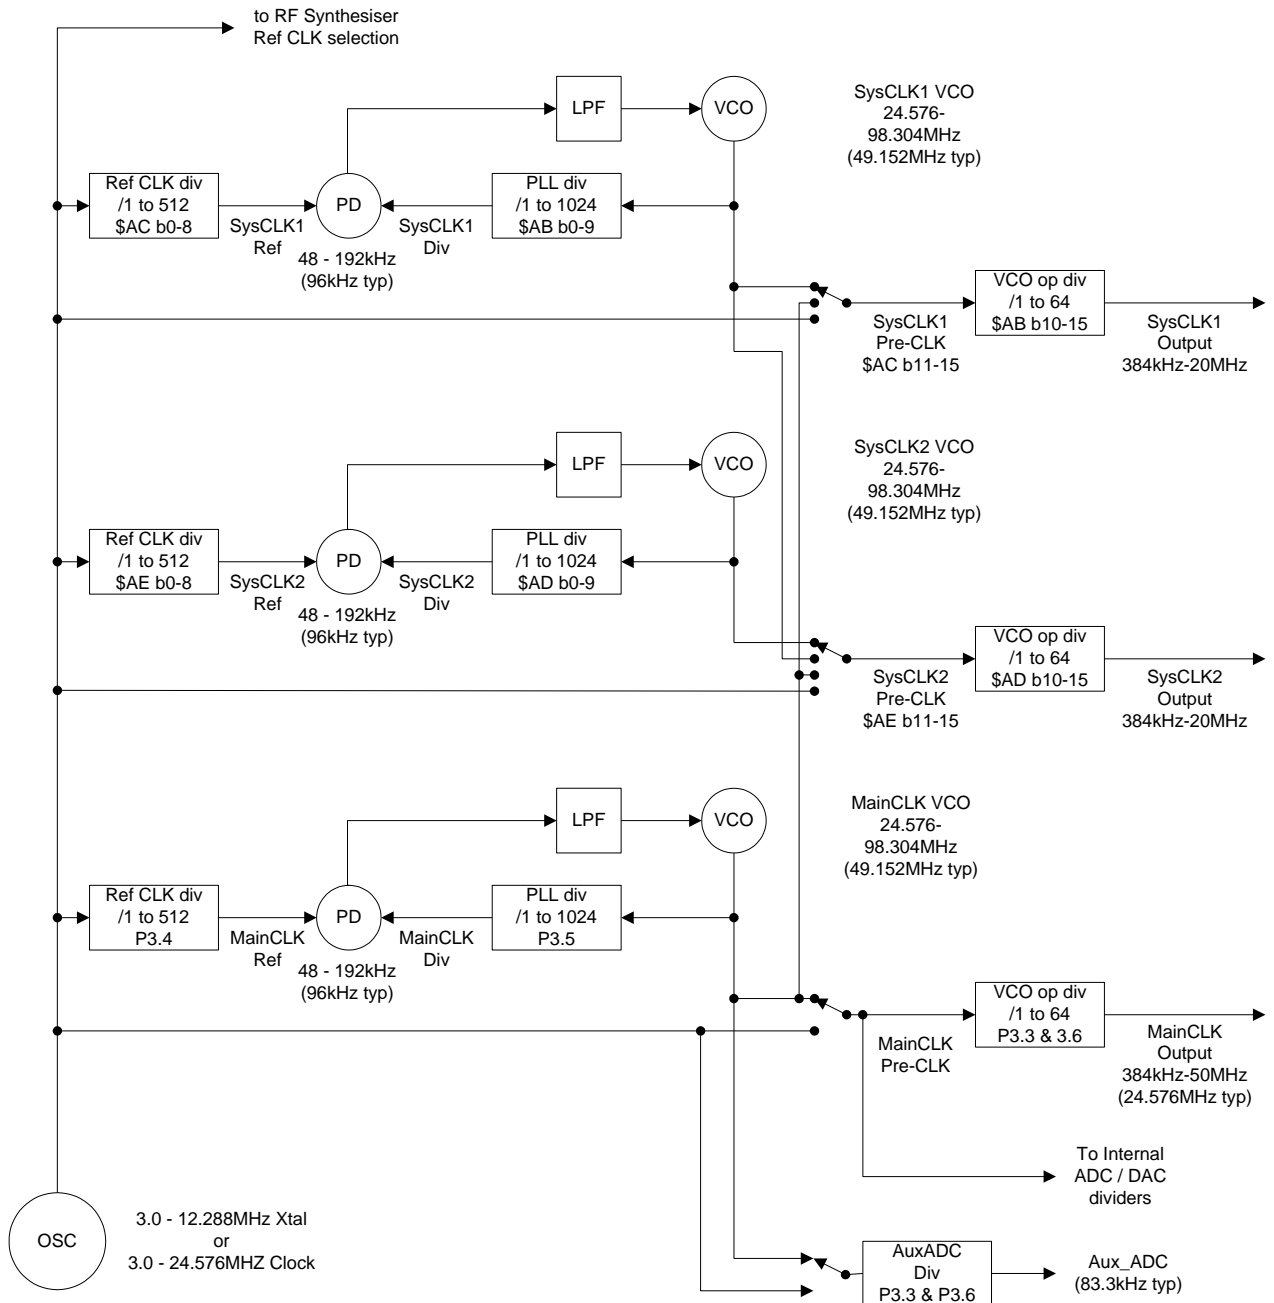 to RF Synthesiser
Ref CLK selection
LPF
VCO
SysCLK1 VCO
24.576-
98.304MHz
(49.152MHz typ)
Ref CLK div
/1 to 512
$AC b0-8
SysCLK1
Ref
PD
48 - 192kHz
(96kHz typ)
SysCLK1
Div
PLL div
/1 to 1024
$AB b0-9
SysCLK1
Pre-CLK
$AC b11-15
VCO op div
/1 to 64
$AB b10-15
SysCLK1
Output
384kHz-20MHz
LPF
VCO
SysCLK2 VCO
24.576-
98.304MHz
(49.152MHz typ)
Ref CLK div
/1 to 512
$AE b0-8
SysCLK2
Ref
PD
48 - 192kHz
(96kHz typ)
SysCLK2
Div
PLL div
/1 to 1024
$AD b0-9
SysCLK2
Pre-CLK
$AE b11-15
VCO op div
/1 to 64
$AD b10-15
SysCLK2
Output
384kHz-20MHz
LPF
VCO
MainCLK VCO
24.576-
98.304MHz
(49.152MHz typ)
Ref CLK div
/1 to 512
P3.4
MainCLK
Ref
PD
48 - 192kHz
(96kHz typ)
MainCLK
Div
PLL div
/1 to 1024
P3.5
MainCLK
Pre-CLK
VCO op div
/1 to 64
P3.3 & 3.6
MainCLK
Output
384kHz-50MHz
(24.576MHz typ)
To Internal
ADC / DAC
dividers
OSC
3.0 - 12.288MHz Xtal
or
3.0 - 24.576MHZ Clock
AuxADC
Div
P3.3 & P3.6
Aux_ADC
(83.3kHz typ)